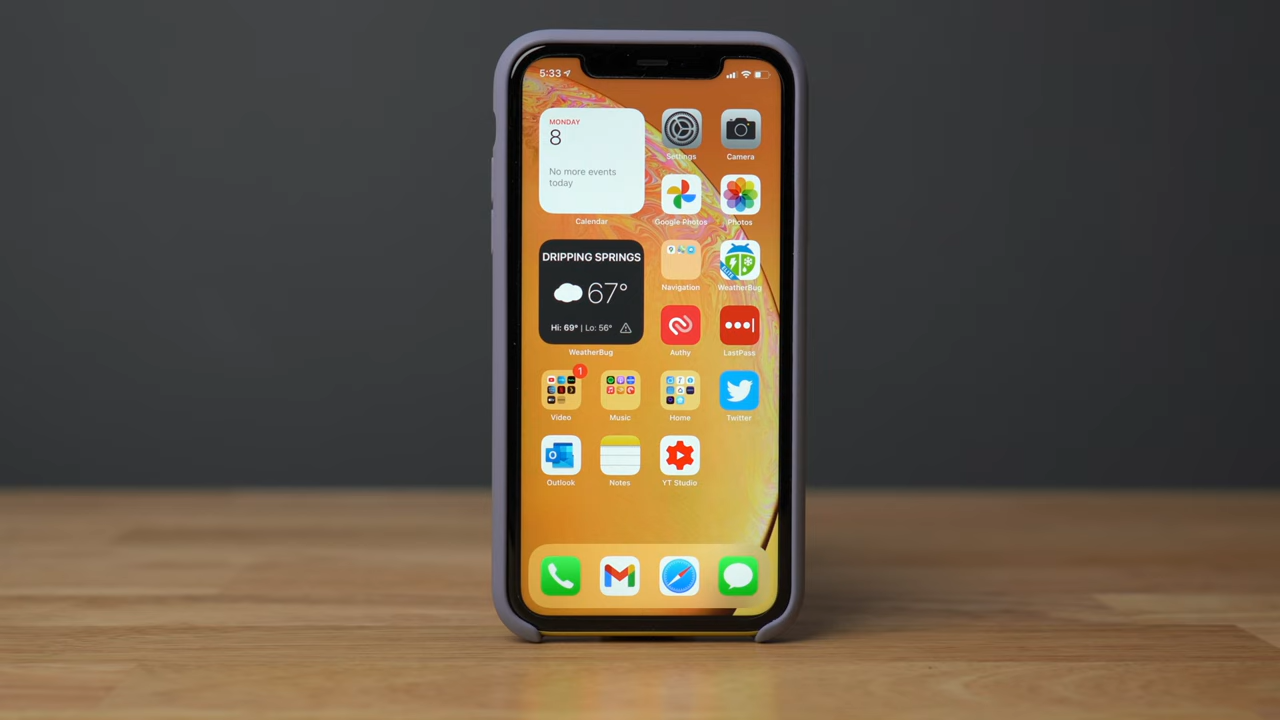 5:33
MONDAY
8
No more events
today
Calendar
Settings
Camera
Google Photos
Photos
DRIPPING SPRINGS
67°
Hi: 69° | Lo: 56°
WeatherBug
Navigation
WeatherBug
ELITE
Authy
LastPass
1
Video
Music
Home
Twitter
O
Outlook
Notes
YT Studio